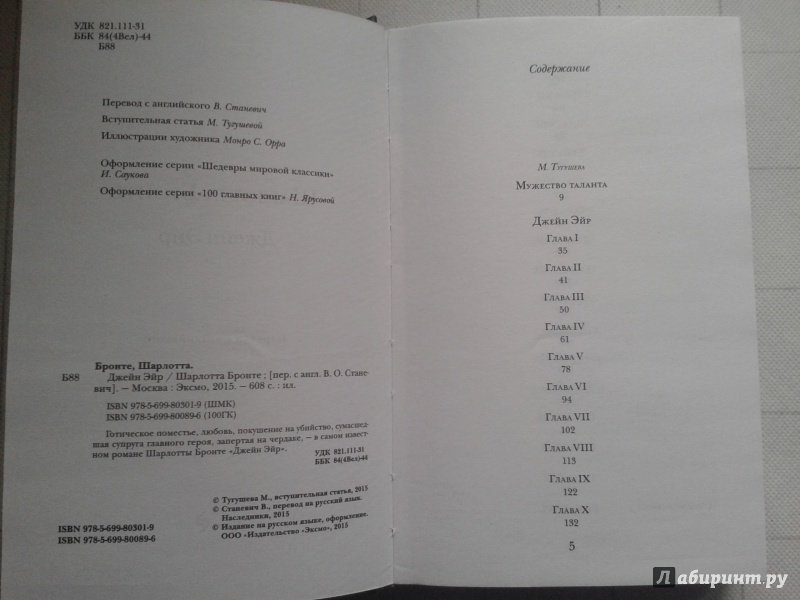 УДК 821.111-31
ББК 84(4Вел)-44
Б88
Перевод с английского В. Станевич
Вступительная статья М. Тугушевой
Иллюстрации художника Монро С. Орра
Оформление серии «Шедевры мировой классики»
И. Саукова
Оформление серии «100 главных книг» Н. Ярусовой
Бронте, Шарлотта.
Б88 Джейн Эйр / Шарлотта Бронте ; [пер. с англ. В. О. Стане-
вич]. — Москва : Эксмо, 2015. — 608 с. : ил.
ISBN 978-5-699-80301-9 (ШМК)
ISBN 978-5-699-80089-6 (100ГК)
Готическое поместье, любовь, покушение на убийство, сумасшед-
шая супруга главного героя, запертая на чердаке, – в самом извест-
ном романе Шарлотты Бронте «Джейн Эйр».
УДК 821.111-31
ББК 84(4Вел)-44
© Тугушева М., вступительная статья, 2015
© Станевич В., перевод на русский язык.
Наследники, 2015
© Издание на русском языке, оформление.
ООО «Издательство «Эксмо», 2015
ISBN 978-5-699-80301-9
ISBN 978-5-699-80089-6
Содержание
М. Тугушева
Мужество таланта
9
Джейн Эйр
Глава I
35
Глава II
41
Глава III
50
Глава IV
61
Глава V
78
Глава VI
94
Глава VII
102
Глава VIII
113
Глава IX
122
Глава X
132
5
Лабиринт.ру